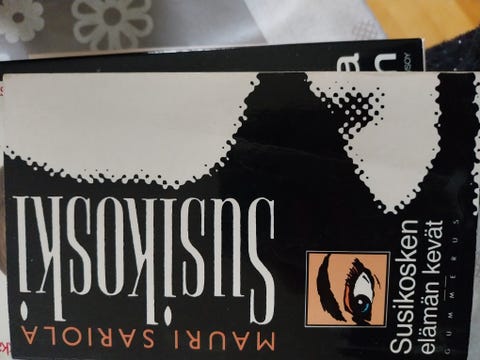 MAURI SARIOLA
Susikoski
Susikosken
elämän kevät
GUMMERUS